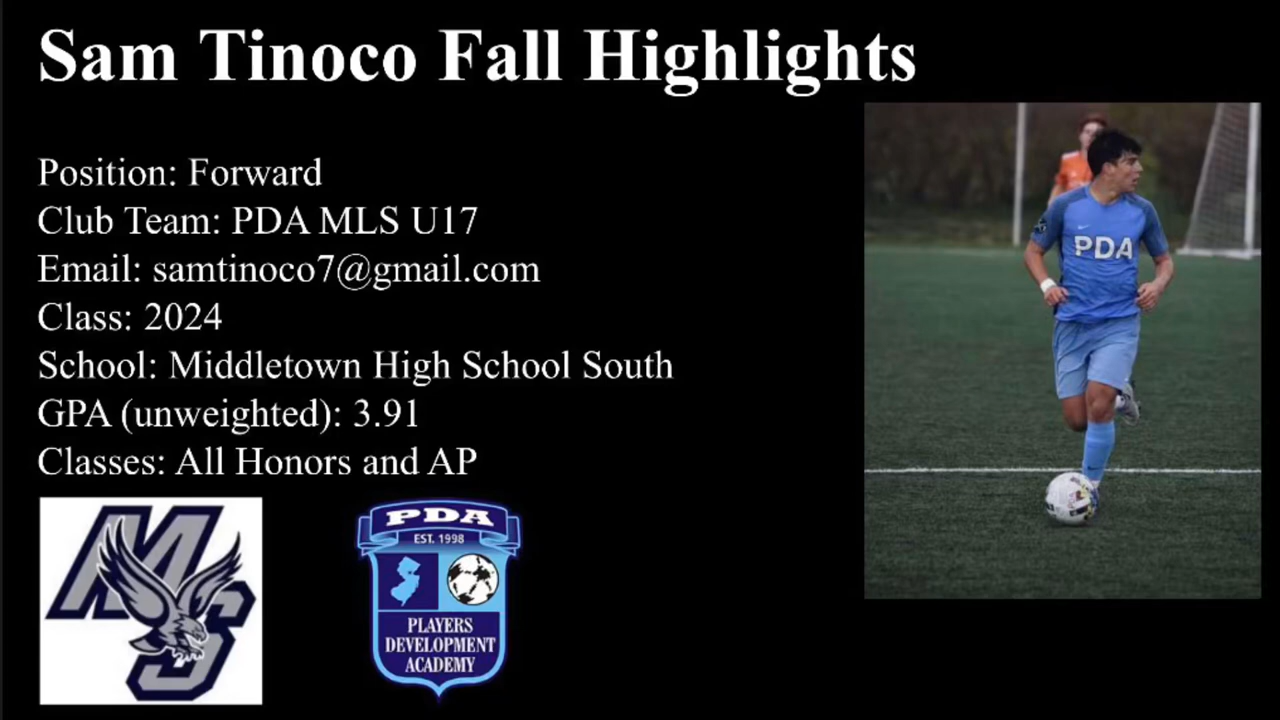 Sam Tinoco Fall Highlights
Position: Forward
Club Team: PDA MLS U17
Email: samtinoco7@gmail.com
Class: 2024
School: Middletown High School South
GPA (unweighted): 3.91
Classes: All Honors and AP
PDA
MS
PDA
EST. 1998
PLAYERS
DEVELOPMENT
ACADEMY